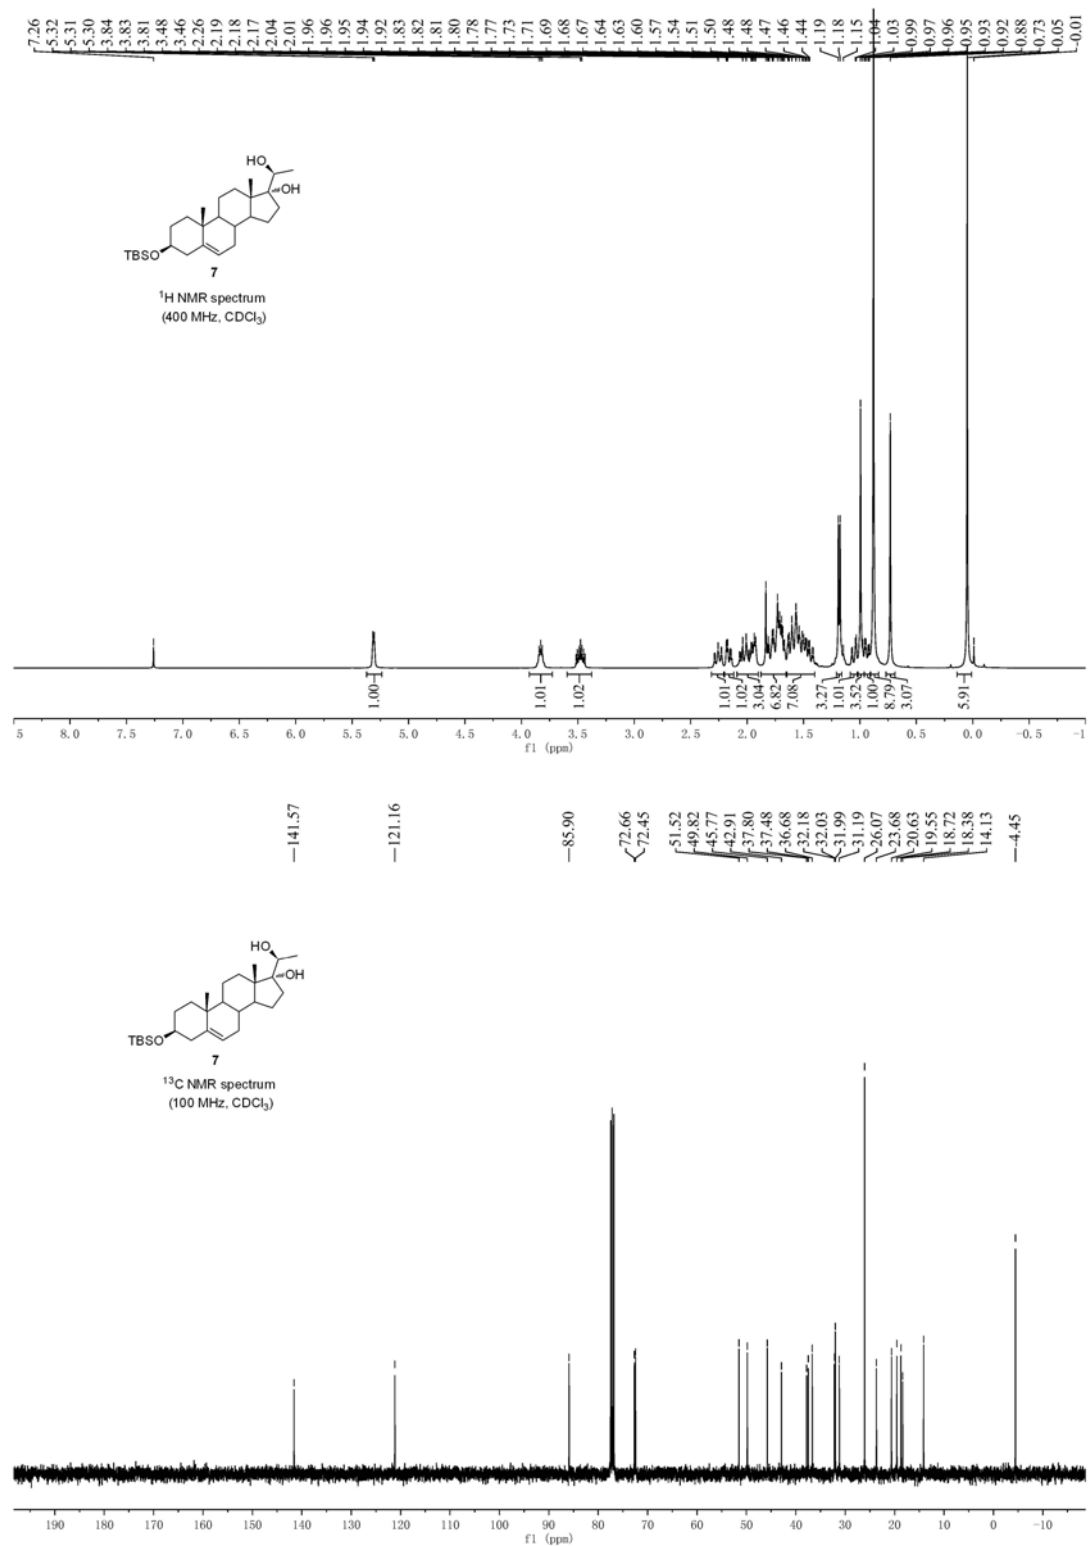 7.26 5.32 5.31 5.30 3.84 3.83 3.81 3.48 3.46 2.26 2.19 2.18 2.17 2.04 2.01 1.96 1.96 1.95 1.94 1.92 1.83 1.82 1.81 1.80 1.78 1.77 1.73 1.71 1.69 1.68 1.67 1.64 1.63 1.60 1.57 1.54 1.51 1.50 1.48 1.48 1.47 1.46 1.44 1.19 1.18 1.15 1.04 1.03 0.99 0.97 0.96 0.95 0.93 0.92 0.88 0.73 0.05 -0.01
HO
OH
TBSO
7
¹H NMR spectrum
(400 MHz, CDCl₃)
1.00 1.01 1.02 1.01 1.02 3.04 6.82 7.08 3.27 1.01 3.52 1.00 8.79 3.07 5.91
5 8.0 7.5 7.0 6.5 6.0 5.5 5.0 4.5 4.0 3.5 3.0 2.5 2.0 1.5 1.0 0.5 0.0 -0.5 -1
f1 (ppm)
141.57 121.16 85.90 72.66 72.45 51.52 49.82 45.77 42.91 37.80 37.48 36.68 32.18 32.03 31.99 31.19 26.07 23.68 20.63 19.55 18.72 18.38 14.13 -4.45
HO
OH
TBSO
7
¹³C NMR spectrum
(100 MHz, CDCl₃)
190 180 170 160 150 140 130 120 110 100 90 80 70 60 50 40 30 20 10 0 -10
f1 (ppm)